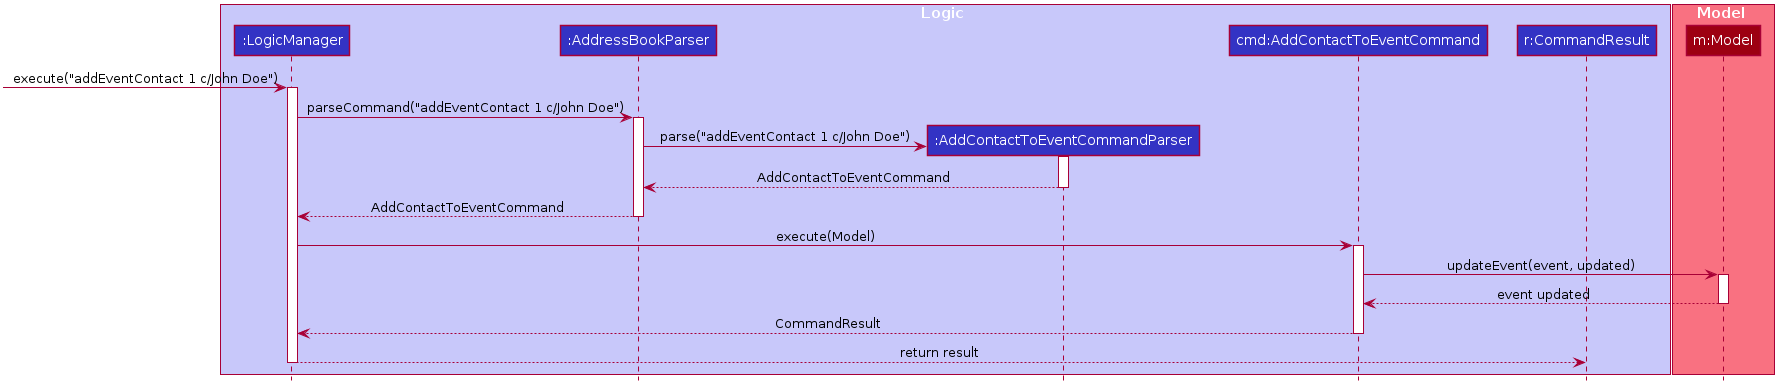 Logic
Model
:LogicManager
:AddressBookParser
cmd:AddContactToEventCommand
r:CommandResult
m:Model
execute("addEventContact 1 c/John Doe")
parseCommand("addEventContact 1 c/John Doe")
parse("addEventContact 1 c/John Doe")
:AddContactToEventCommandParser
AddContactToEventCommand
AddContactToEventCommand
execute(Model)
updateEvent(event, updated)
event updated
CommandResult
return result